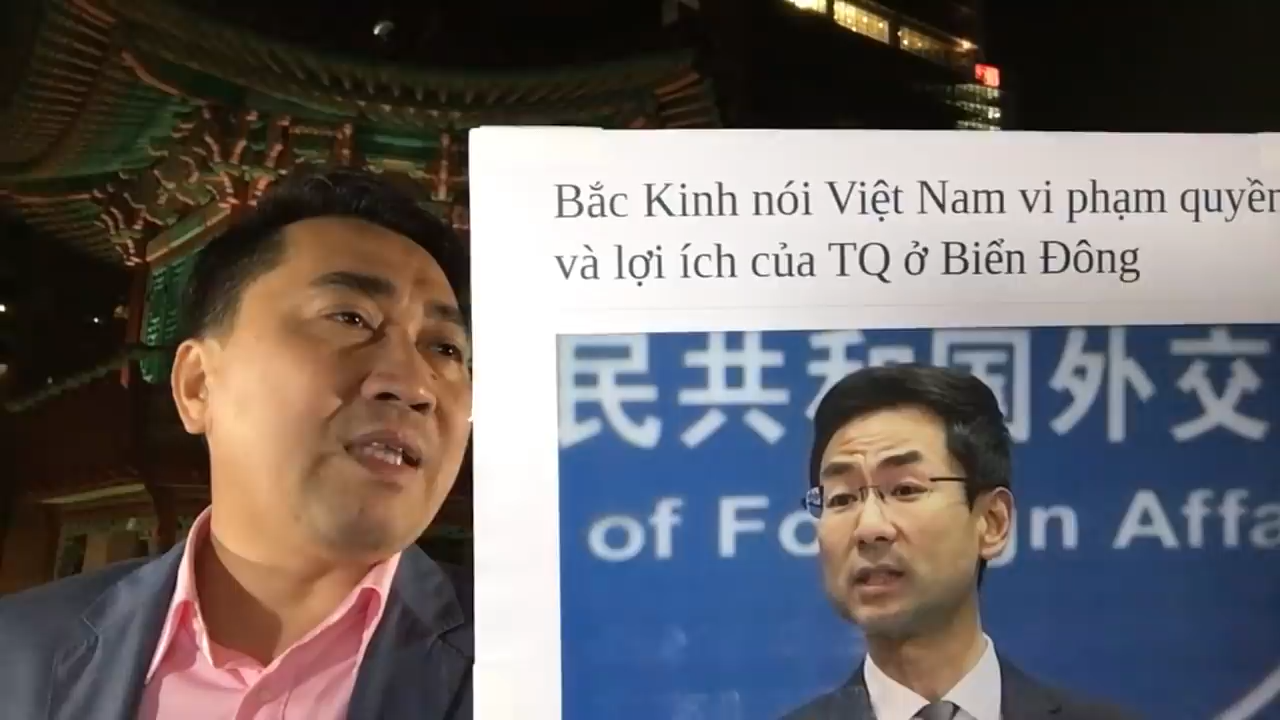 Bắc Kinh nói Việt Nam vi phạm quyền
và lợi ích của TQ ở Biển Đông
民共和国外交
of Foreign Affa